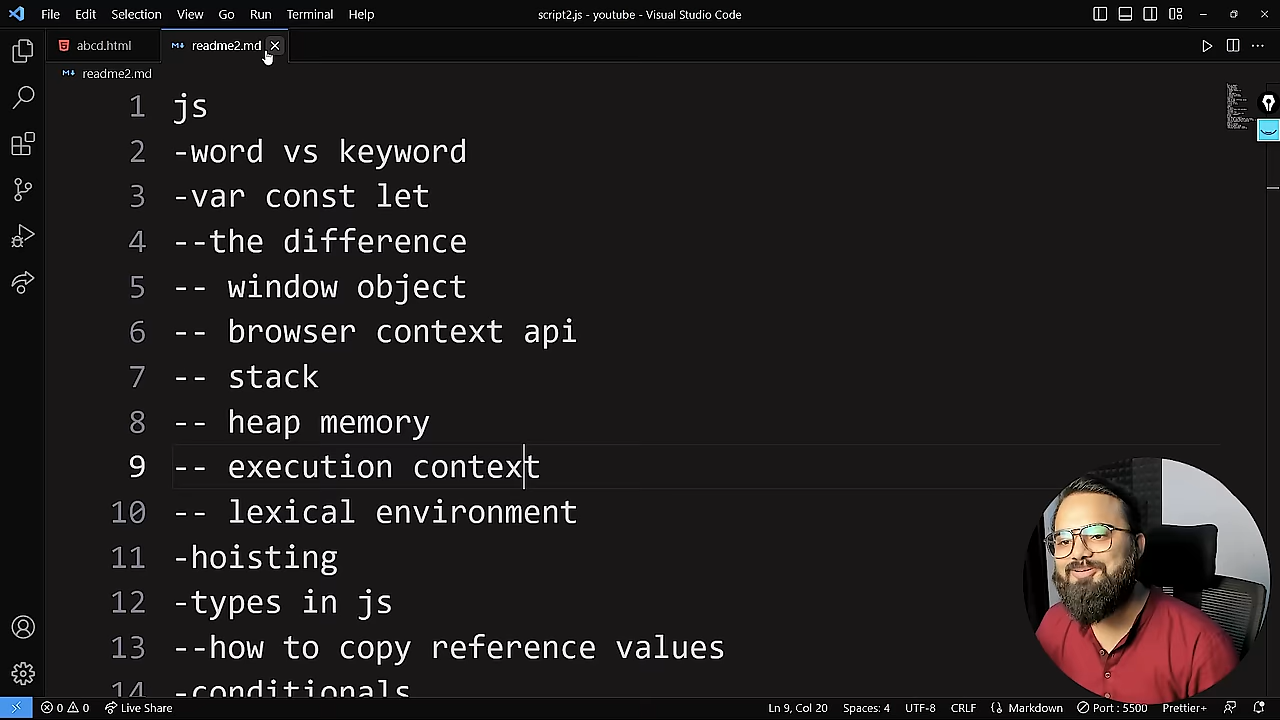 File Edit Selection View Go Run Terminal Help script2.js - youtube - Visual Studio Code
abcd.html readme2.md
readme2.md
1 js
2 -word vs keyword
3 -var const let
4 --the difference
5 -- window object
6 -- browser context api
7 -- stack
8 -- heap memory
9 -- execution context
10 -- lexical environment
11 -hoisting
12 -types in js
13 --how to copy reference values
14 -conditionals
0 0 Live Share Ln 9, Col 20 Spaces: 4 UTF-8 CRLF Markdown Port : 5500 Prettier+